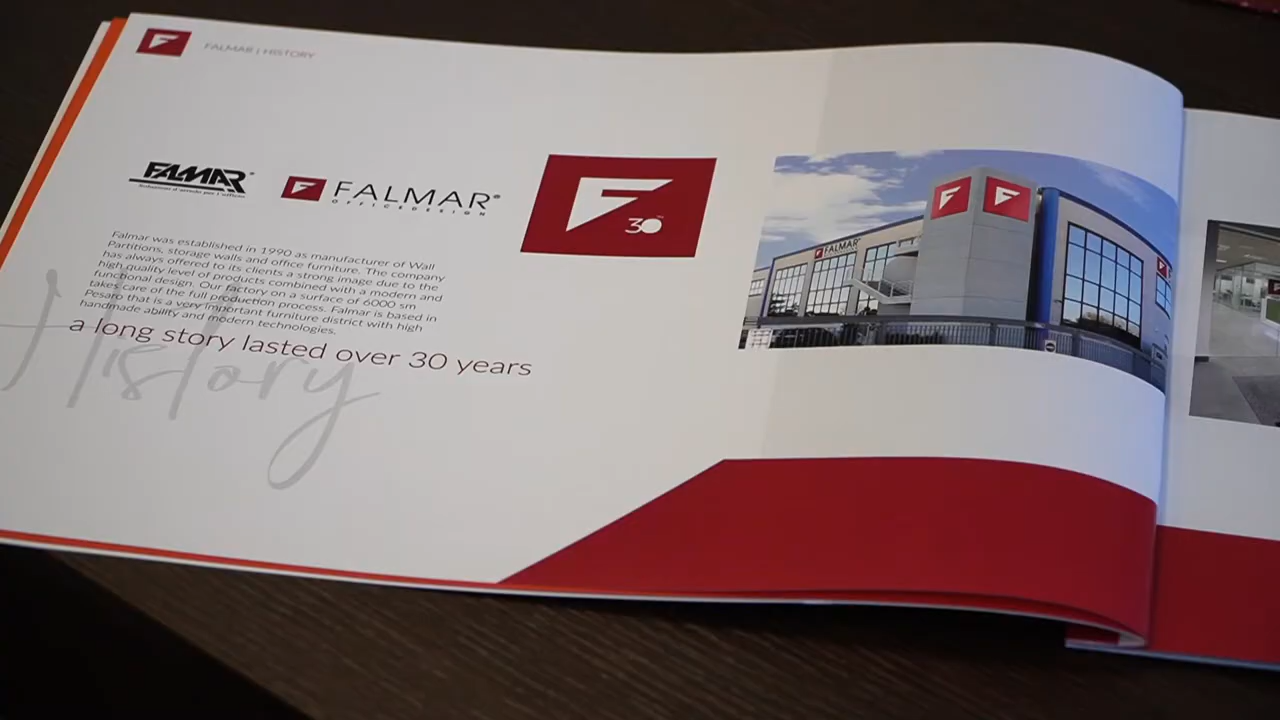 F
FALMAR | HISTORY
FALMAR®
FALMAR®
OFFICEDESIGN
F
30
Falmar was established in 1990 as manufacturer of Wall
Partitions, storage walls and office furniture. The company
has always offered to its clients a strong image due to the
high quality level of products combined with a modern and
functional design. Our factory on a surface of 6000 sm
takes care of the full production process. Falmar is based in
Pesaro that is a very important furniture district with high
handmade ability and modern technologies.
a long story lasted over 30 years
History
FALMAR
F
F